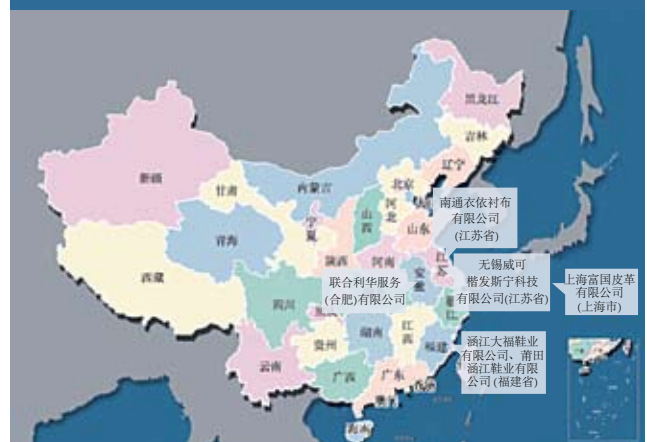 黑龙江
吉林
辽宁
新疆
甘肃
内蒙古
北京
河北
山西
宁夏
青海
山东
南通衣依衬布
有限公司
(江苏省)
陕西
河南
江苏
西藏
安徽
无锡威可
楷发斯宁科技
有限公司(江苏省)
上海富国皮革
有限公司
(上海市)
联合利华服务
(合肥)有限公司
四川
浙江
贵州
湖南
江西
福建
涵江大福鞋业
有限公司、莆田
涵江鞋业有限
公司(福建省)
云南
广西
广东
海南